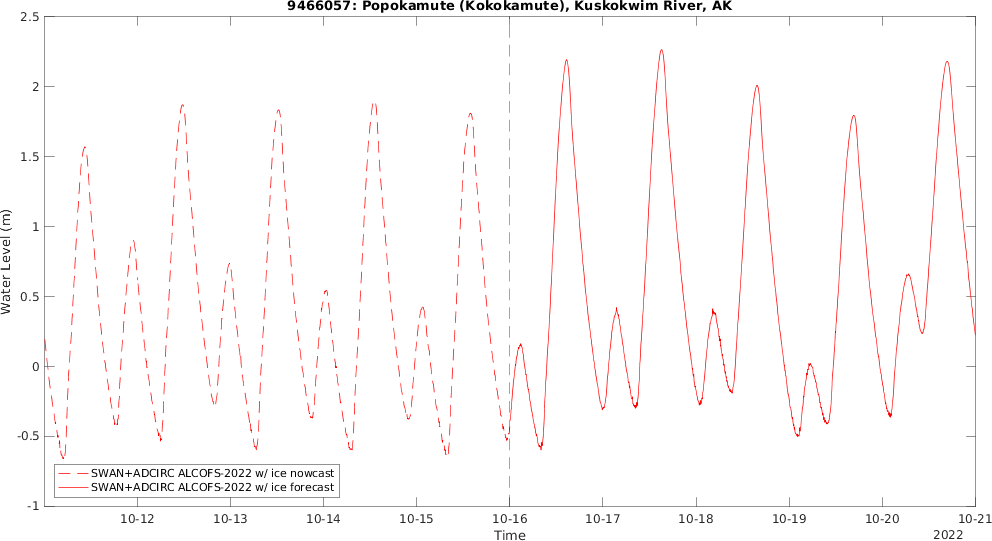 9466057: Popokamute (Kokokamute), Kuskokwim River, AK
2.5
2
1.5
1
0.5
0
-0.5
-1
Water Level (m)
SWAN+ADCIRC ALCOFS-2022 w/ ice nowcast
SWAN+ADCIRC ALCOFS-2022 w/ ice forecast
10-12 10-13 10-14 10-15 10-16 10-17 10-18 10-19 10-20 10-21
Time
2022